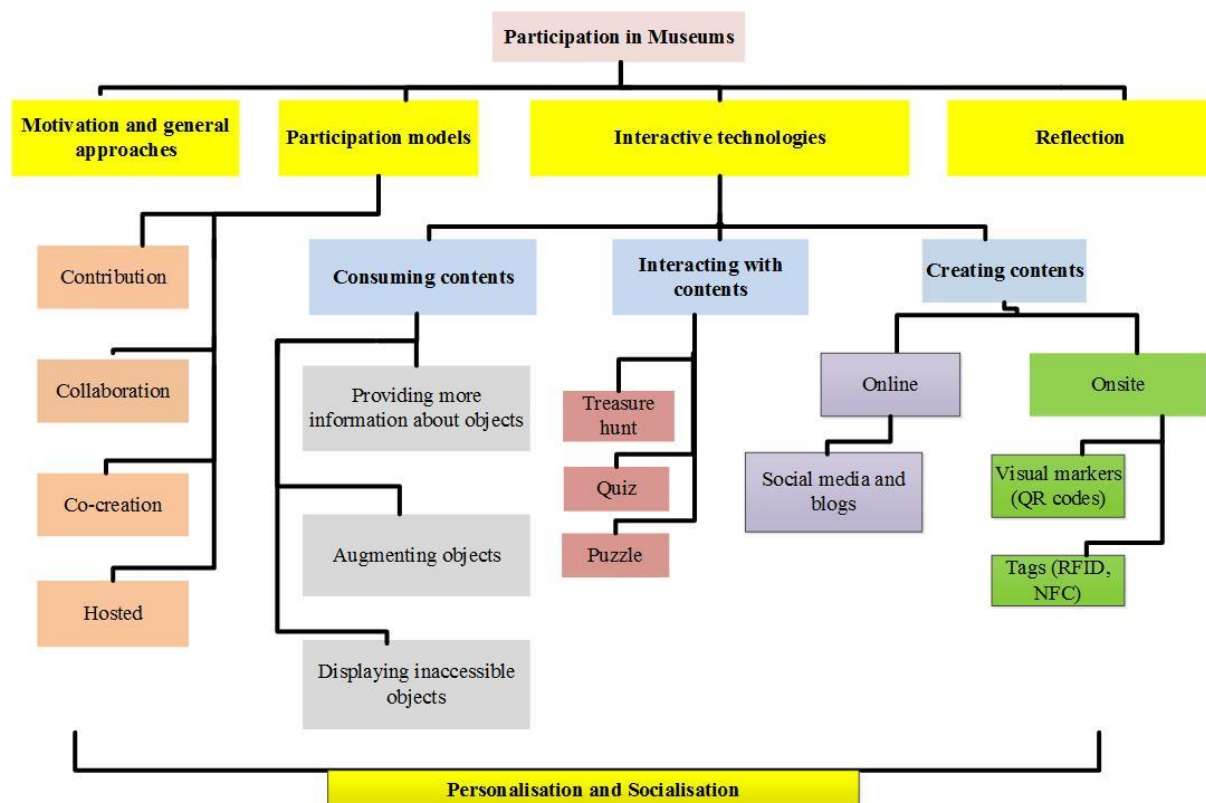 Participation in Museums
Motivation and general
approaches
Participation models
Interactive technologies
Reflection
Contribution
Collaboration
Co-creation
Hosted
Consuming contents
Providing more
information about objects
Augmenting objects
Displaying inaccessible
objects
Interacting with
contents
Treasure
hunt
Quiz
Puzzle
Creating contents
Online
Social media and
blogs
Onsite
Visual markers
(QR codes)
Tags (RFID,
NFC)
Personalisation and Socialisation